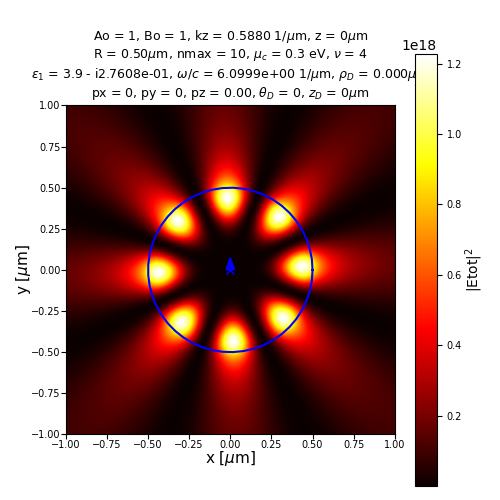 Ao = 1, Bo = 1, kz = 0.5880 1/μm, z = 0μm
R = 0.50μm, nmax = 10, μ_c = 0.3 eV, ν = 4
ε₁ = 3.9 - i2.7608e-01, ω/c = 6.0999e+00 1/μm, ρ_D = 0.000μ
px = 0, py = 0, pz = 0.00, θ_D = 0, z_D = 0μm
1e18
1.2
1.0
0.8
0.6
0.4
0.2
|Etot|²
1.00
0.75
0.50
0.25
0.00
−0.25
−0.50
−0.75
−1.00
y [μm]
−1.00 −0.75 −0.50 −0.25 0.00 0.25 0.50 0.75 1.00
x [μm]